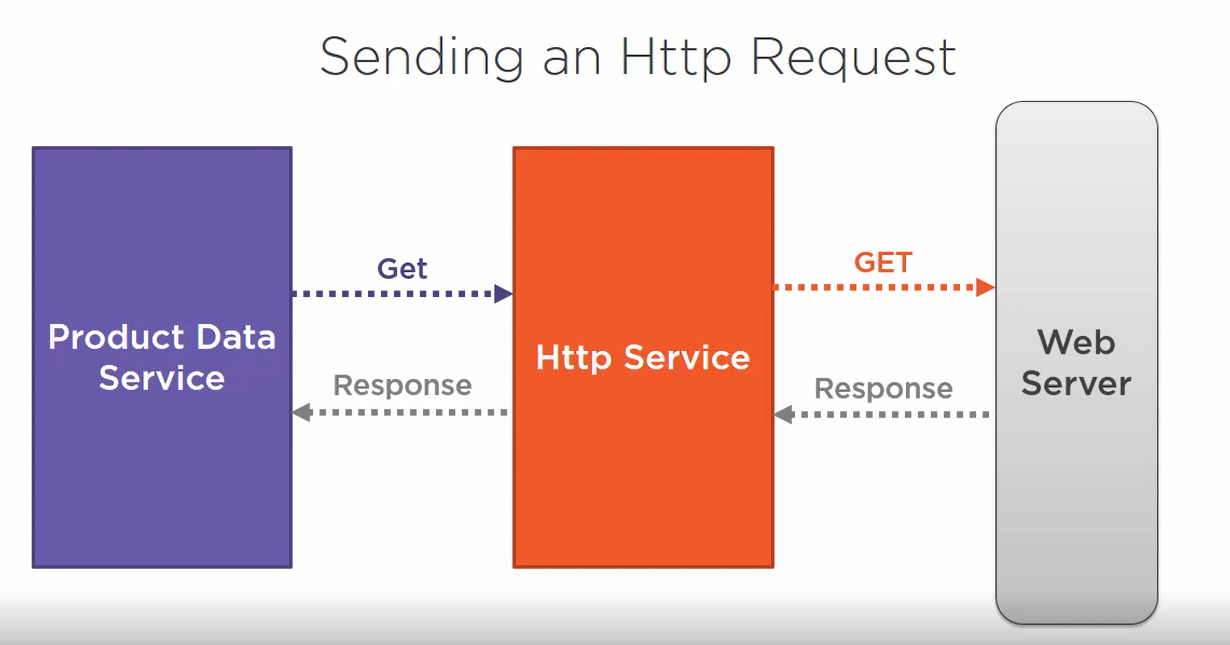 Sending an Http Request
Get
GET
Product Data
Service
Http Service
Web
Server
Response
Response